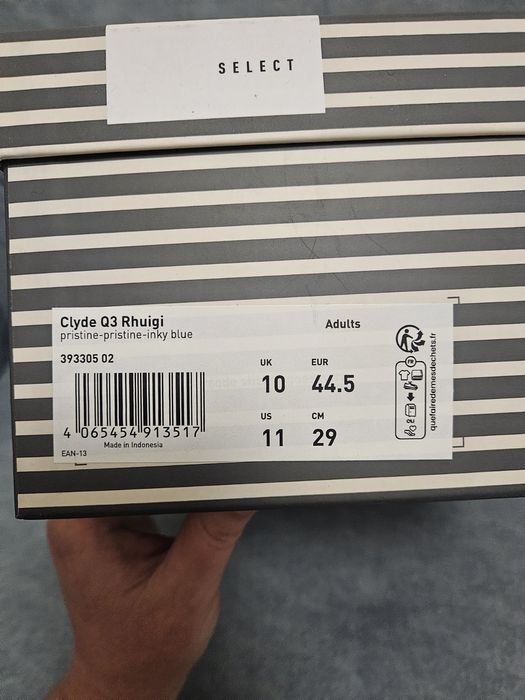 SELECT
Clyde Q3 Rhuigi
pristine-pristine-inky blue
Adults
393305 02
UK EUR
10 44.5
US CM
11 29
4 065454 913517
Made in Indonesia
EAN-13
FR
quefairedemesdechets.fr